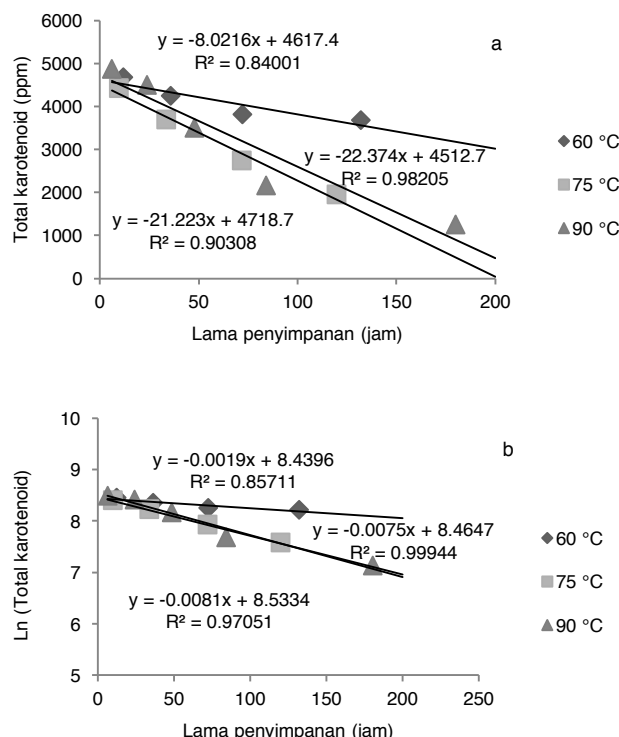 a
y = -8.0216x + 4617.4
R² = 0.84001
y = -22.374x + 4512.7
R² = 0.98205
y = -21.223x + 4718.7
R² = 0.90308
Total karotenoid (ppm)
6000
5000
4000
3000
2000
1000
0
0 50 100 150 200
Lama penyimpanan (jam)
60 °C
75 °C
90 °C
b
y = -0.0019x + 8.4396
R² = 0.85711
y = -0.0075x + 8.4647
R² = 0.99944
y = -0.0081x + 8.5334
R² = 0.97051
Ln (Total karotenoid)
10
9
8
7
6
5
0 50 100 150 200 250
Lama penyimpanan (jam)
60 °C
75 °C
90 °C